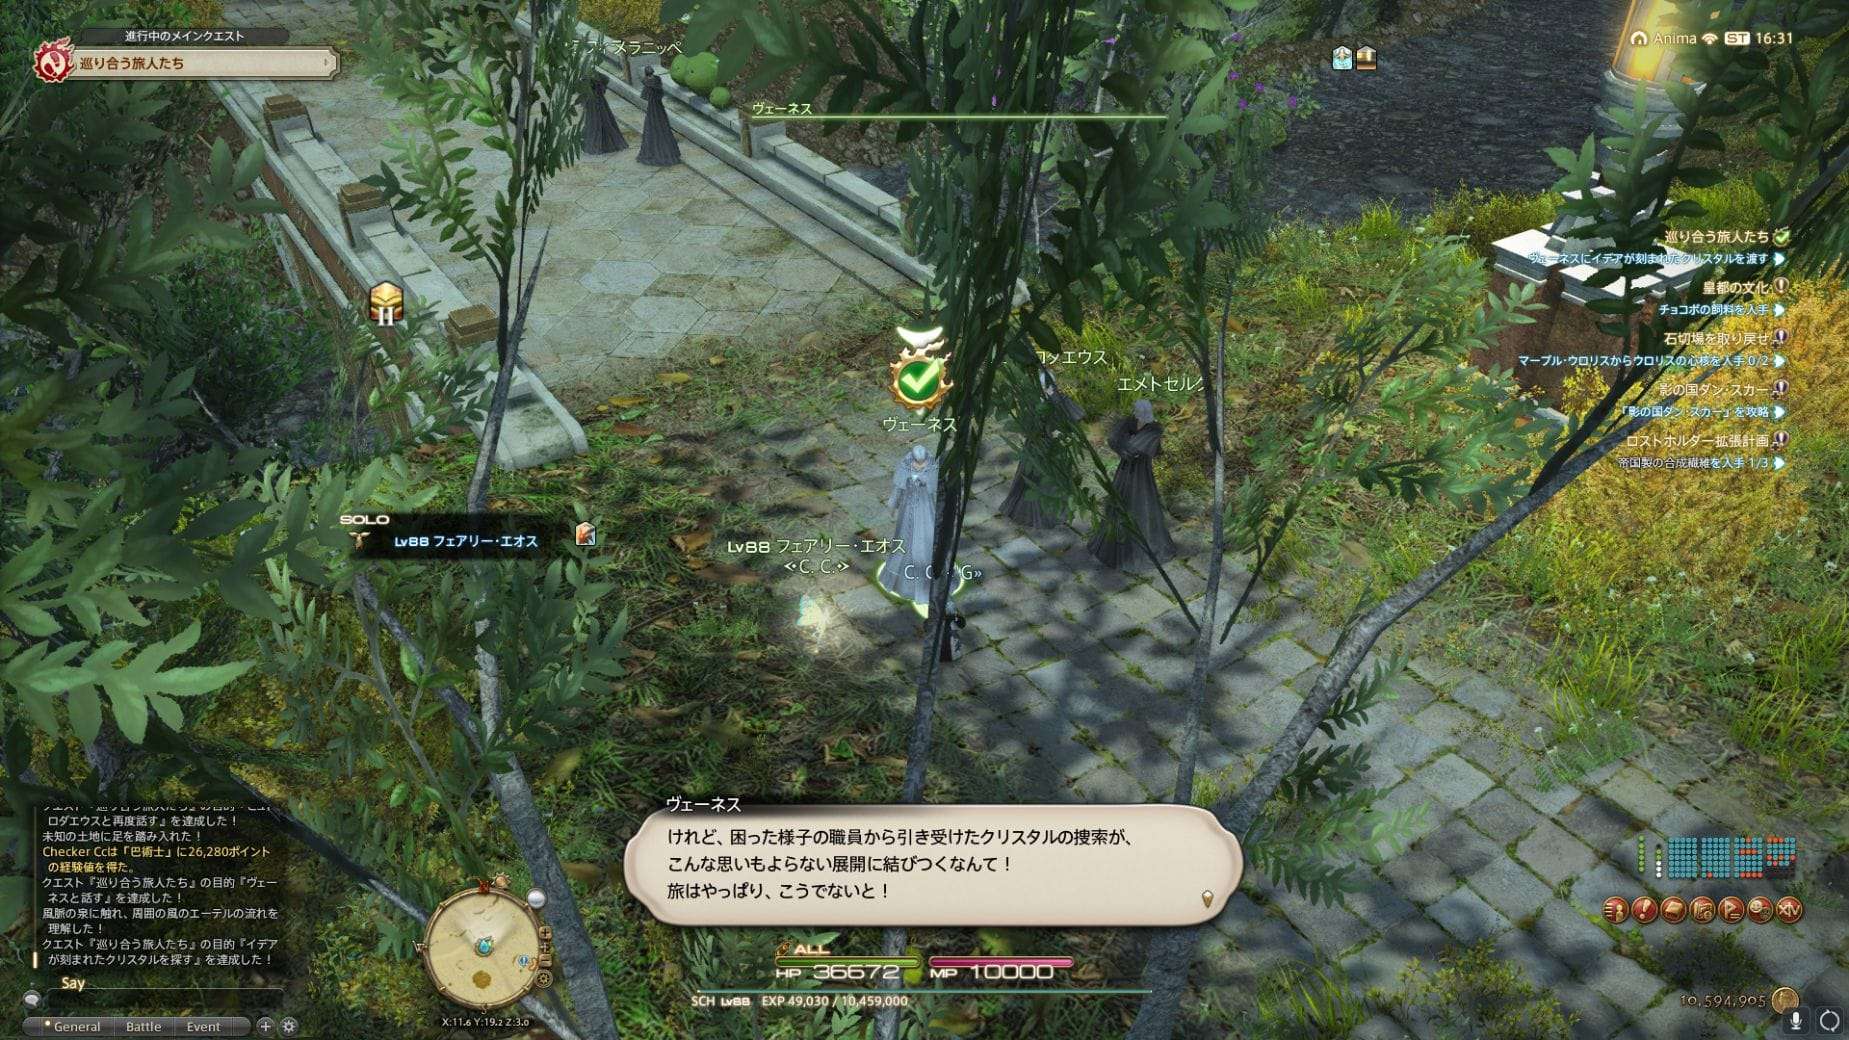 進行中のメインクエスト
巡り合う旅人たち
メラニッペ
ヴェーネス
Anima ST 16:31
巡り合う旅人たち
ヴェーネスにイデアが刻まれたクリスタルを渡す
皇都の文化
チョコボの飼料を入手
石切場を取り戻せ
マーブル・ウロリスからウロリスの心核を入手 0/2
影の国ダン・スカー
「影の国ダン・スカー」を攻略
ロストホルダー拡張計画
帝国製の合成繊維を入手 1/3
II
エメトセルク
ヴェーネス
SOLO
Lv88 フェアリー・エオス
Lv88 フェアリー・エオス
<<C. C.>>
ヴェーネス
けれど、困った様子の職員から引き受けたクリスタルの捜索が、
こんな思いもよらない展開に結びつくなんて！
旅はやっぱり、こうでないと！
ロダエウスと再度話す』を達成した！
未知の土地に足を踏み入れた！
Checker Ccは「巴術士」に26,280ポイント
の経験値を得た。
クエスト『巡り合う旅人たち』の目的『ヴェー
ネスと話す』を達成した！
風脈の泉に触れ、周囲の風のエーテルの流れを
理解した！
クエスト『巡り合う旅人たち』の目的『イデア
が刻まれたクリスタルを探す』を達成した！
Say
General Battle Event
X:11.6 Y:19.2 Z:3.0
ALL
HP 36672 MP 10000
SCH Lv88 EXP 49,030 / 10,459,000
XIV
10,594,905